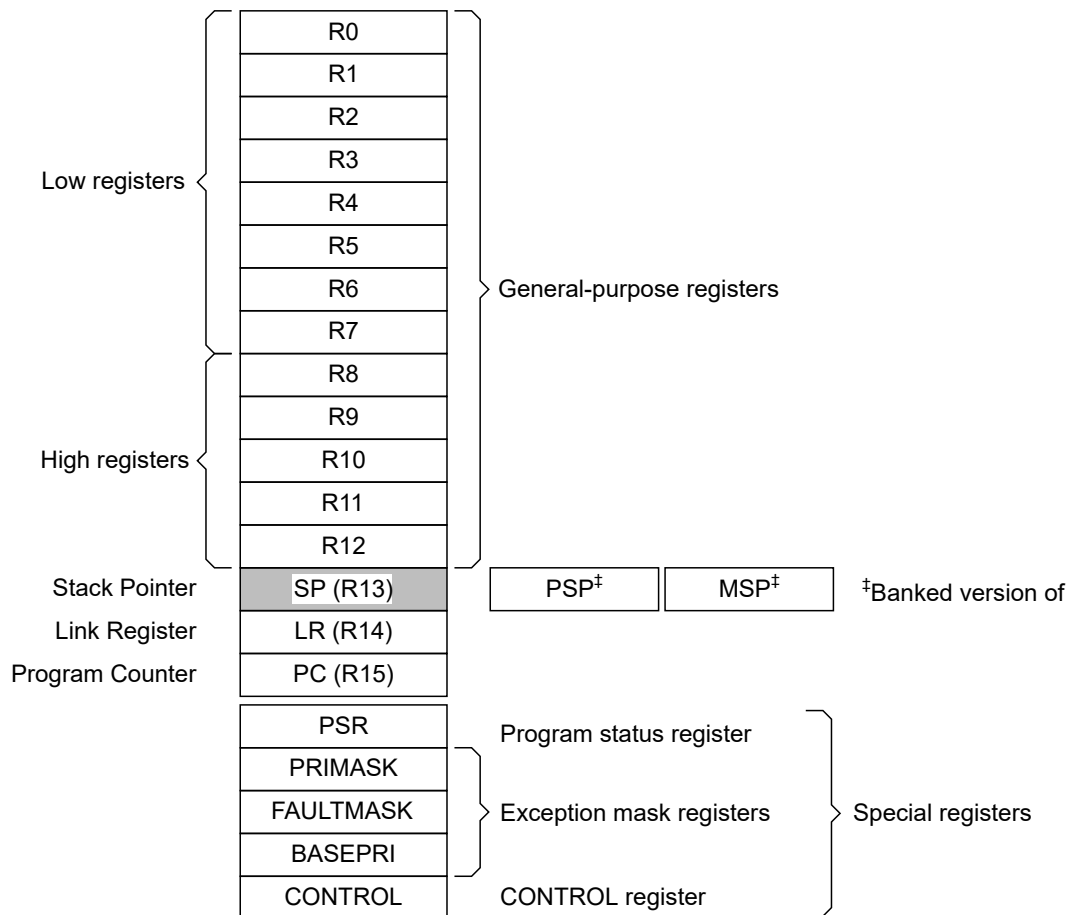 R0
R1
R2
R3
Low registers
R4
R5
R6
General-purpose registers
R7
R8
R9
High registers
R10
R11
R12
Stack Pointer SP (R13) PSP‡ MSP‡ ‡Banked version of
Link Register LR (R14)
Program Counter PC (R15)
PSR Program status register
PRIMASK
FAULTMASK Exception mask registers Special registers
BASEPRI
CONTROL CONTROL register